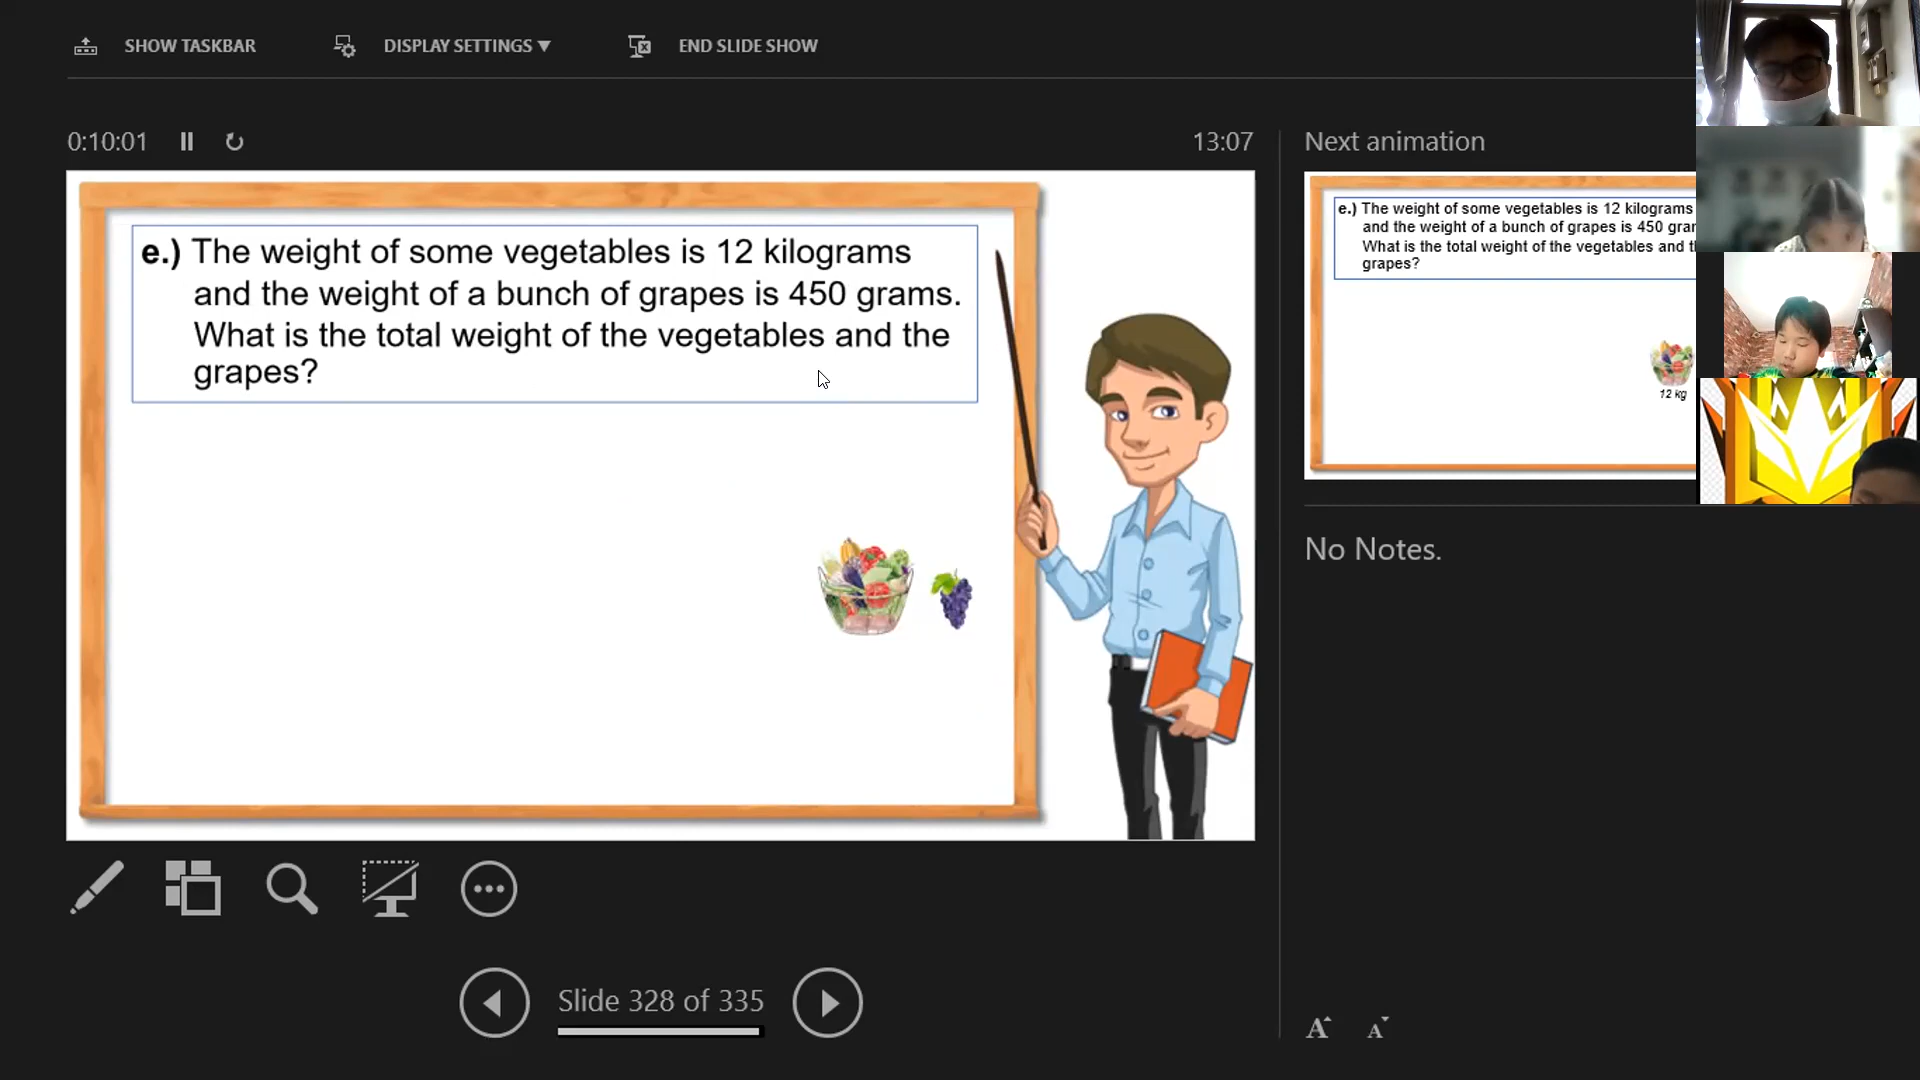 SHOW TASKBAR
DISPLAY SETTINGS ▼
END SLIDE SHOW
0:10:01
13:07
Next animation
e.) The weight of some vegetables is 12 kilograms
and the weight of a bunch of grapes is 450 grams.
What is the total weight of the vegetables and the
grapes?
e.) The weight of some vegetables is 12 kilograms
and the weight of a bunch of grapes is 450 gra
What is the total weight of the vegetables and t
grapes?
12 kg
No Notes.
Slide 328 of 335
A
A